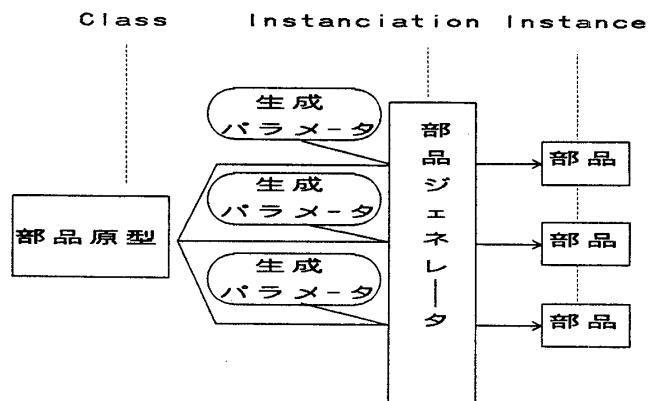 Class
Instanciation
Instance
生成
パラメータ
部品
生成
パラメータ
部品原型
部品ジェネレータ
部品
生成
パラメータ
部品